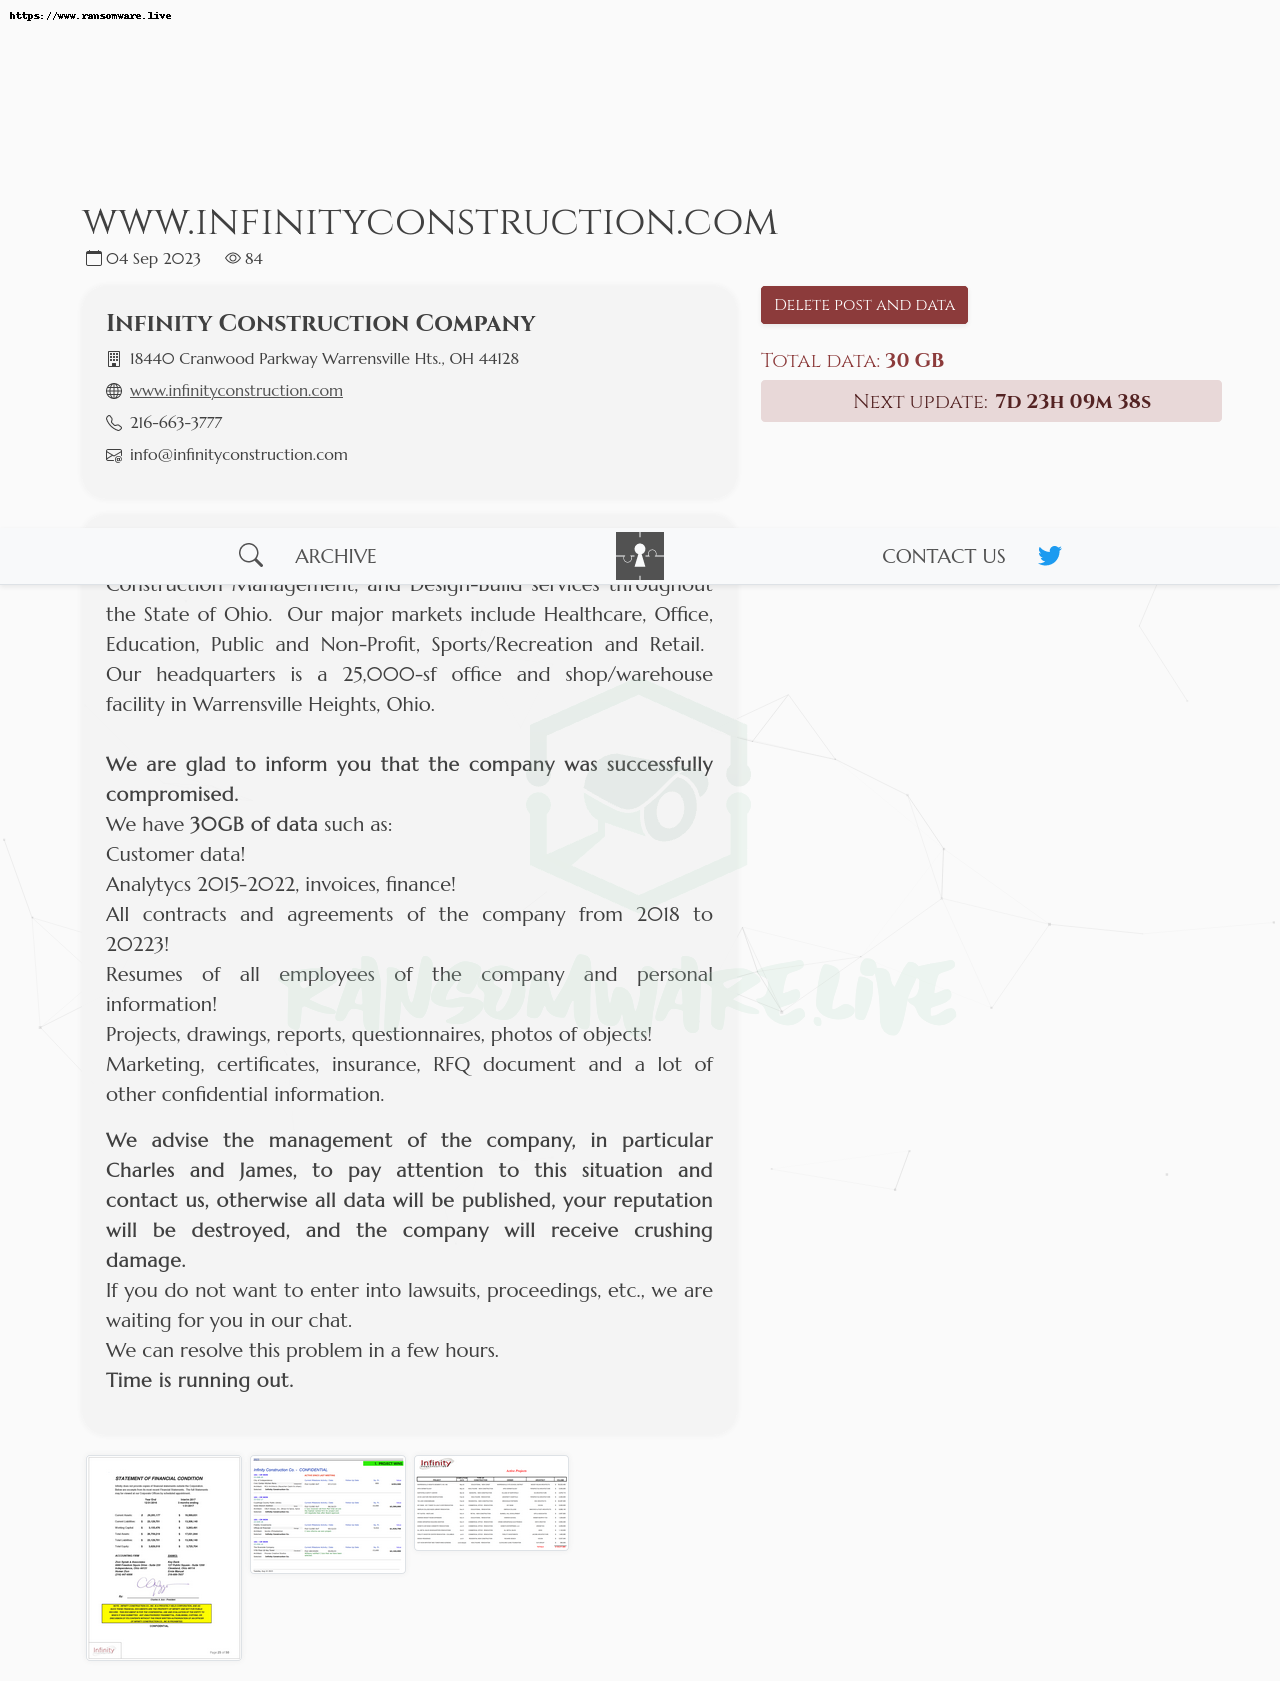 https://www.ransomware.live
WWW.INFINITYCONSTRUCTION.COM
04 Sep 2023 84
Infinity Construction Company
18440 Cranwood Parkway Warrensville Hts., OH 44128
www.infinityconstruction.com
216-663-3777
info@infinityconstruction.com
Delete post and data
Total data: 30 GB
Next update: 7d 23h 09m 38s
ARCHIVE
CONTACT US
Construction Management, and Design-Build services throughout
the State of Ohio. Our major markets include Healthcare, Office,
Education, Public and Non-Profit, Sports/Recreation and Retail.
Our headquarters is a 25,000-sf office and shop/warehouse
facility in Warrensville Heights, Ohio.
We are glad to inform you that the company was successfully
compromised.
We have 30GB of data such as:
Customer data!
Analytycs 2015-2022, invoices, finance!
All contracts and agreements of the company from 2018 to
20223!
Resumes of all employees of the company and personal
information!
RANSOMWARE.LIVE
Projects, drawings, reports, questionnaires, photos of objects!
Marketing, certificates, insurance, RFQ document and a lot of
other confidential information.
We advise the management of the company, in particular
Charles and James, to pay attention to this situation and
contact us, otherwise all data will be published, your reputation
will be destroyed, and the company will receive crushing
damage.
If you do not want to enter into lawsuits, proceedings, etc., we are
waiting for you in our chat.
We can resolve this problem in a few hours.
Time is running out.
STATEMENT OF FINANCIAL CONDITION
CONFIDENTIAL
Infinity
Infinity Construction Co. - CONFIDENTIAL
Infinity
Active Projects